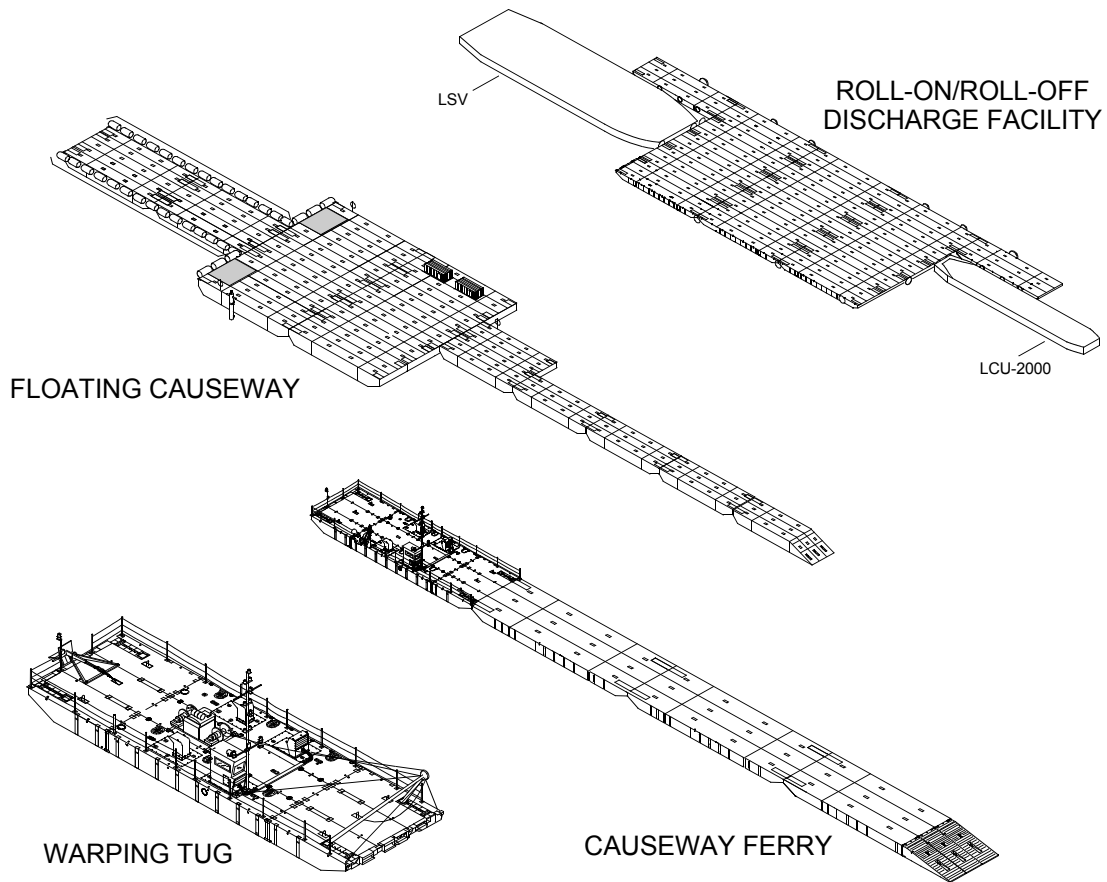 LSV
ROLL-ON/ROLL-OFF
DISCHARGE FACILITY
LCU-2000
FLOATING CAUSEWAY
WARPING TUG
CAUSEWAY FERRY